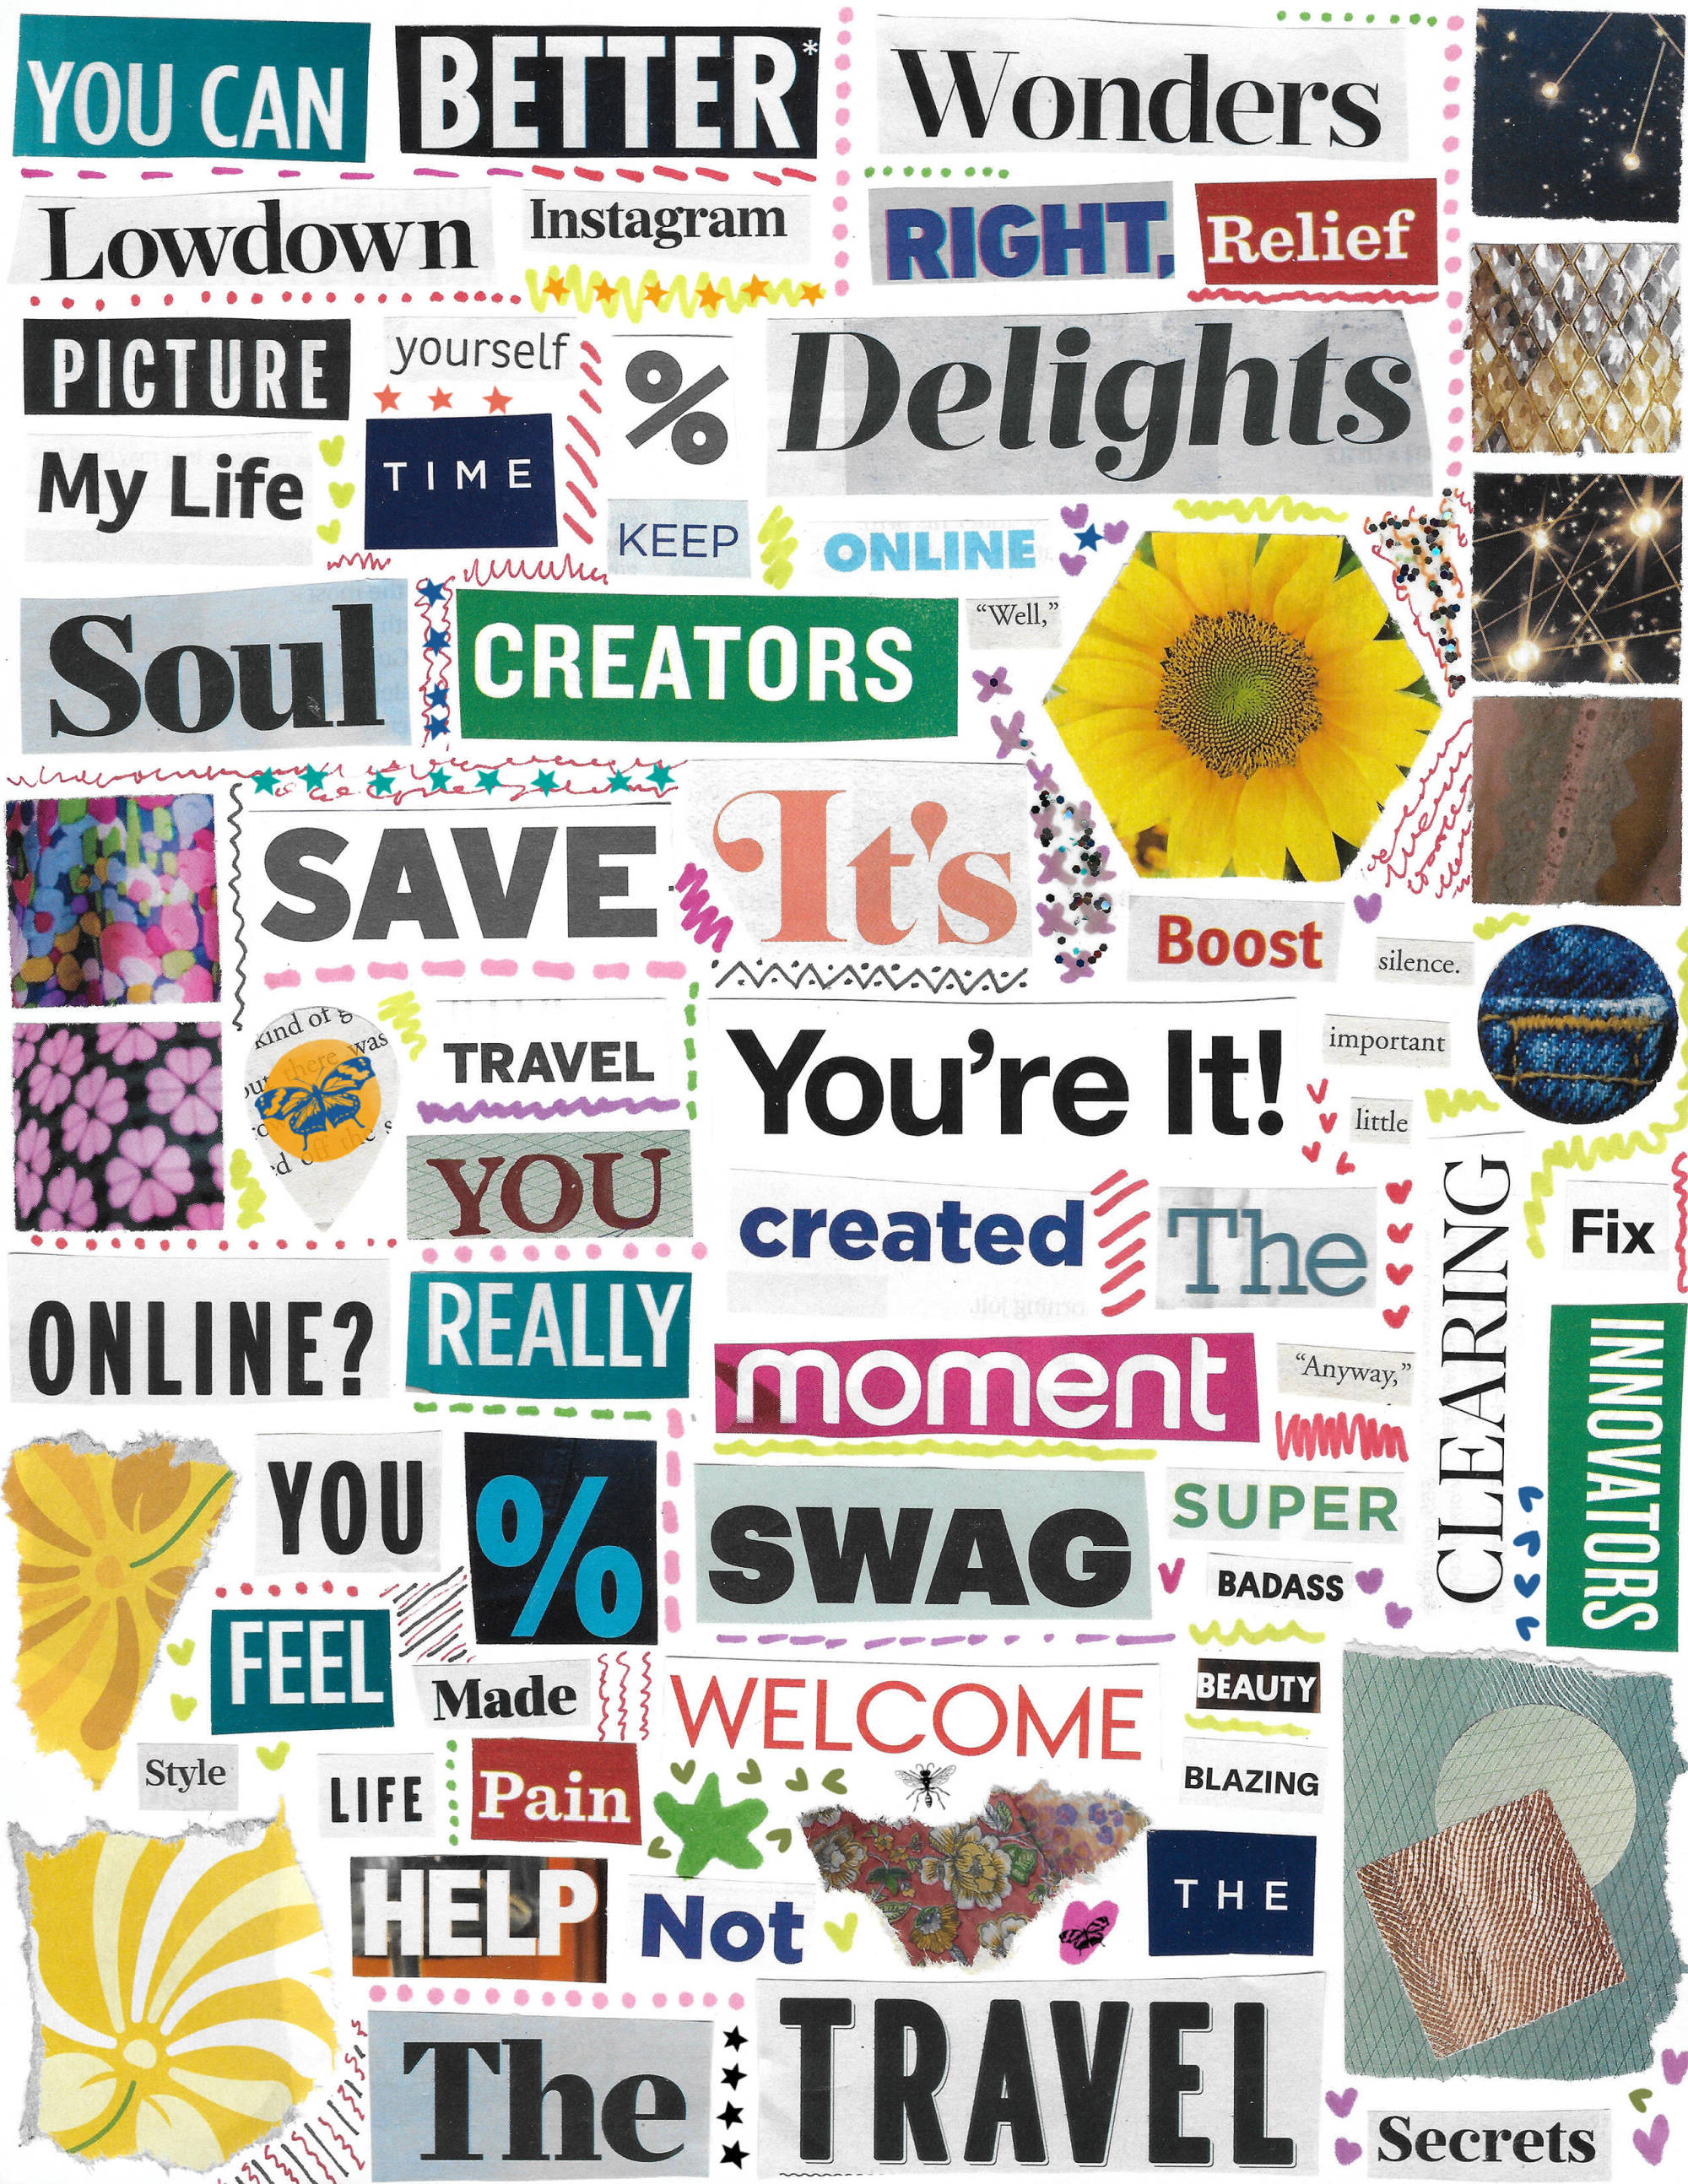 YOU CAN
BETTER*
Wonders
Lowdown
Instagram
RIGHT,
Relief
PICTURE
yourself
%
Delights
My Life
TIME
KEEP
ONLINE
Soul
CREATORS
“Well,”
SAVE
It's
Boost
silence.
kind of g
there was
off the s
TRAVEL
You're It!
important
little
YOU
created
The
CLEARING
Fix
ONLINE?
REALLY
moment
“Anyway,”
INNOVATORS
YOU
%
SWAG
SUPER
BADASS
FEEL
Made
WELCOME
BEAUTY
Style
LIFE
Pain
BLAZING
HELP
Not
THE
The
TRAVEL
Secrets